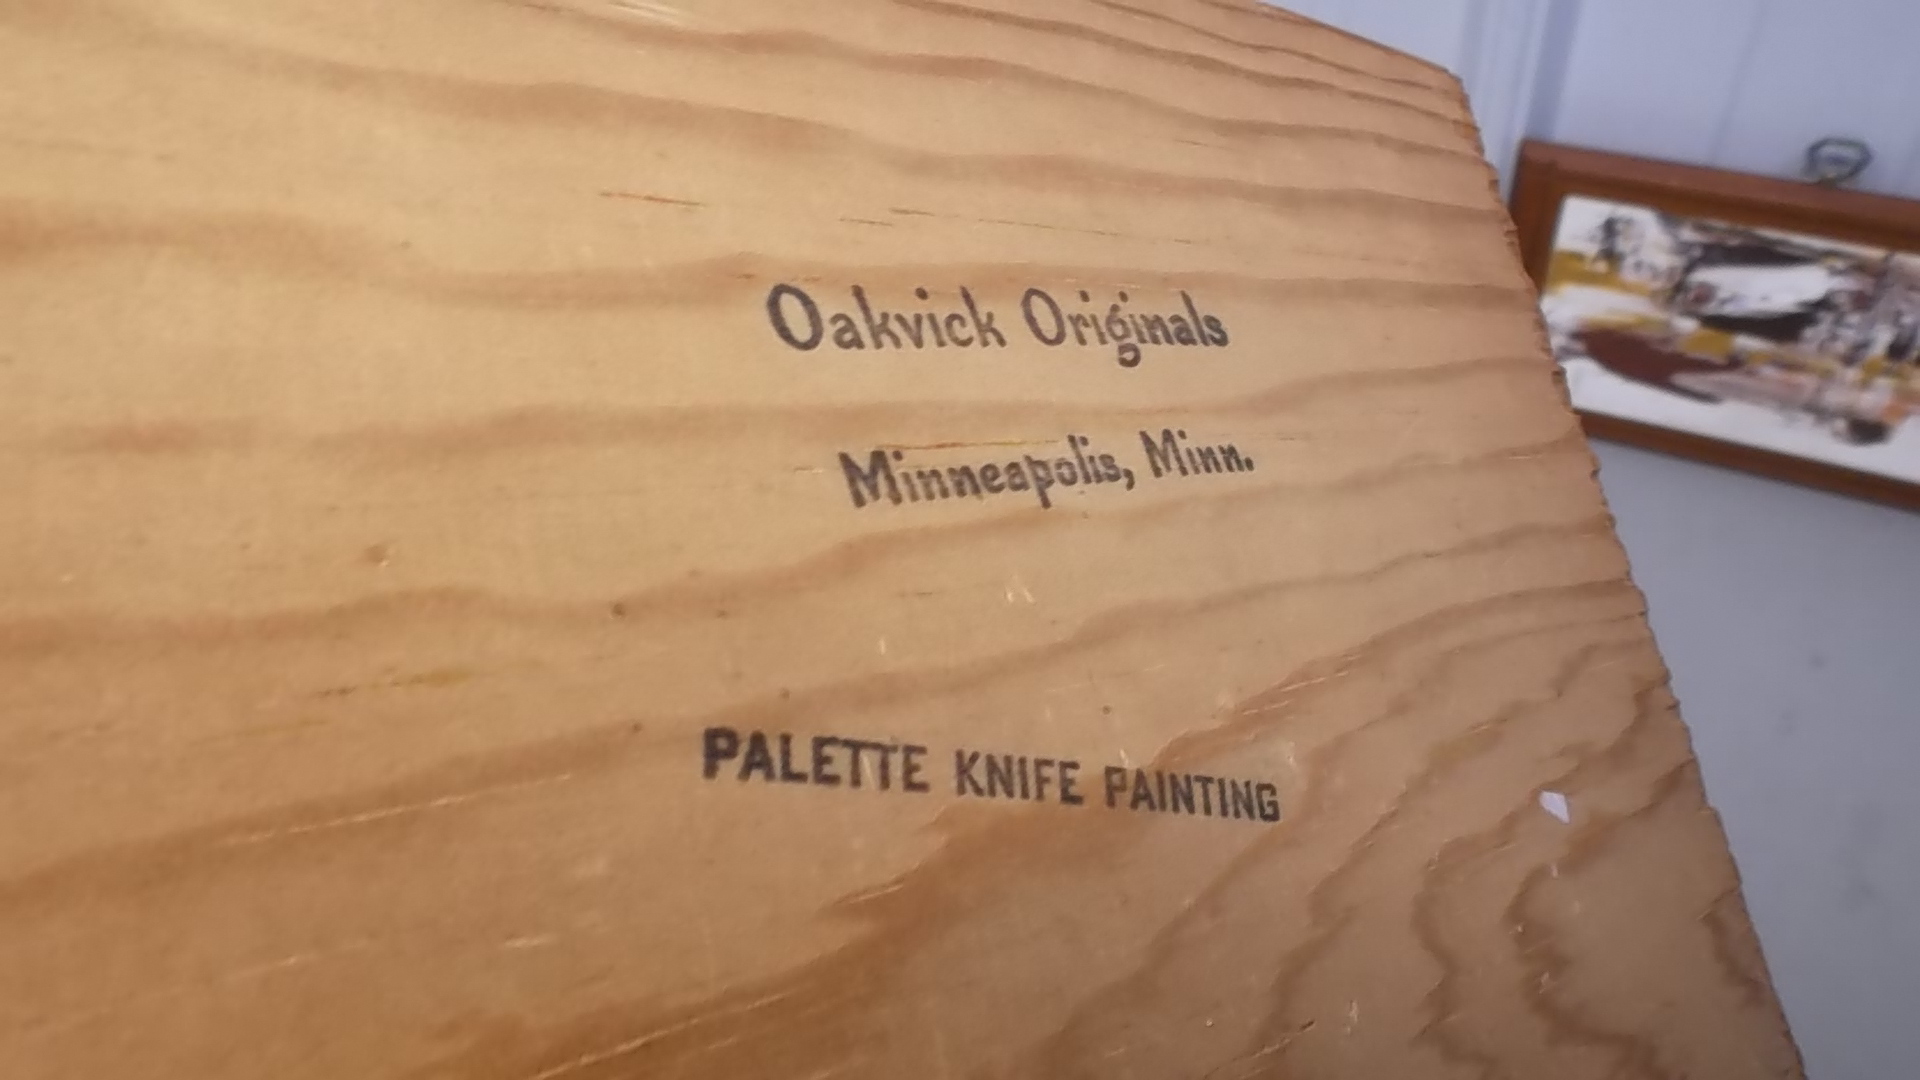 Oakvick Originals
Minneapolis, Minn.
PALETTE KNIFE PAINTING